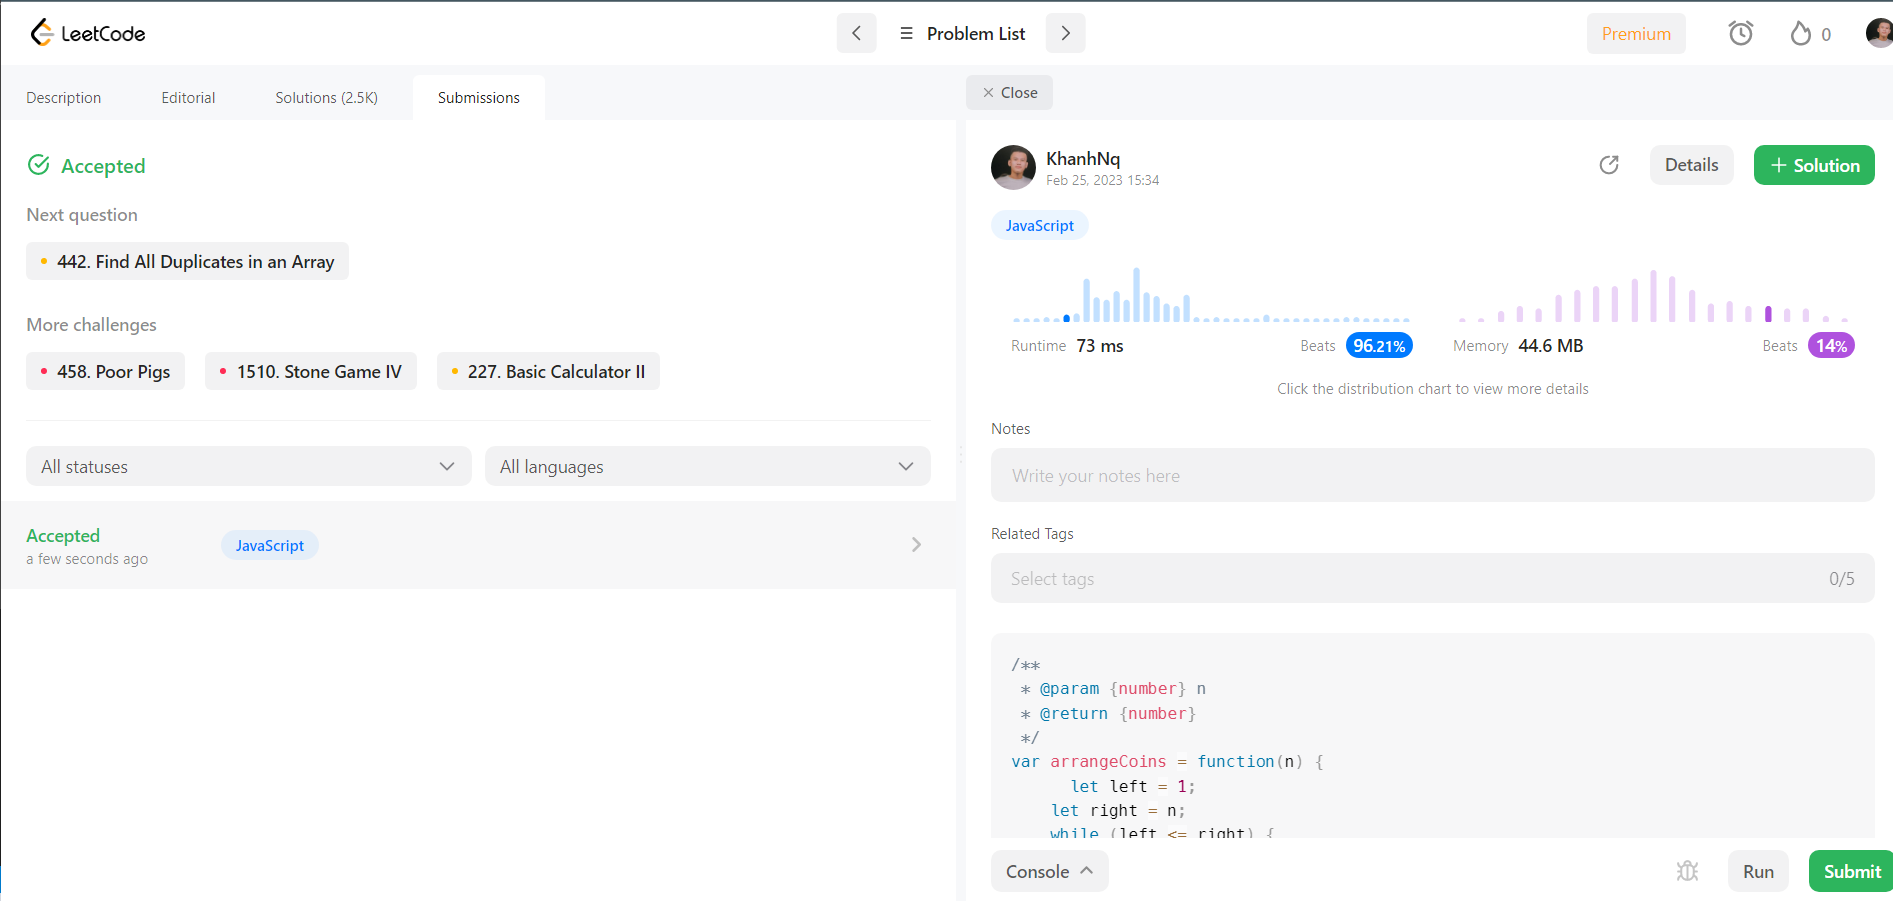 LeetCode
Problem List
Premium
0
Description
Editorial
Solutions (2.5K)
Submissions
Accepted
Next question
442. Find All Duplicates in an Array
More challenges
458. Poor Pigs
1510. Stone Game IV
227. Basic Calculator II
All statuses
All languages
Accepted
a few seconds ago
JavaScript
Close
KhanhNq
Feb 25, 2023 15:34
Details
+ Solution
JavaScript
Runtime 73 ms
Beats 96.21%
Memory 44.6 MB
Beats 14%
Click the distribution chart to view more details
Notes
Write your notes here
Related Tags
Select tags
0/5
/**
 * @param {number} n
 * @return {number}
 */
var arrangeCoins = function(n) {
      let left = 1;
    let right = n;
    while (left <= right) {
Console
Run
Submit